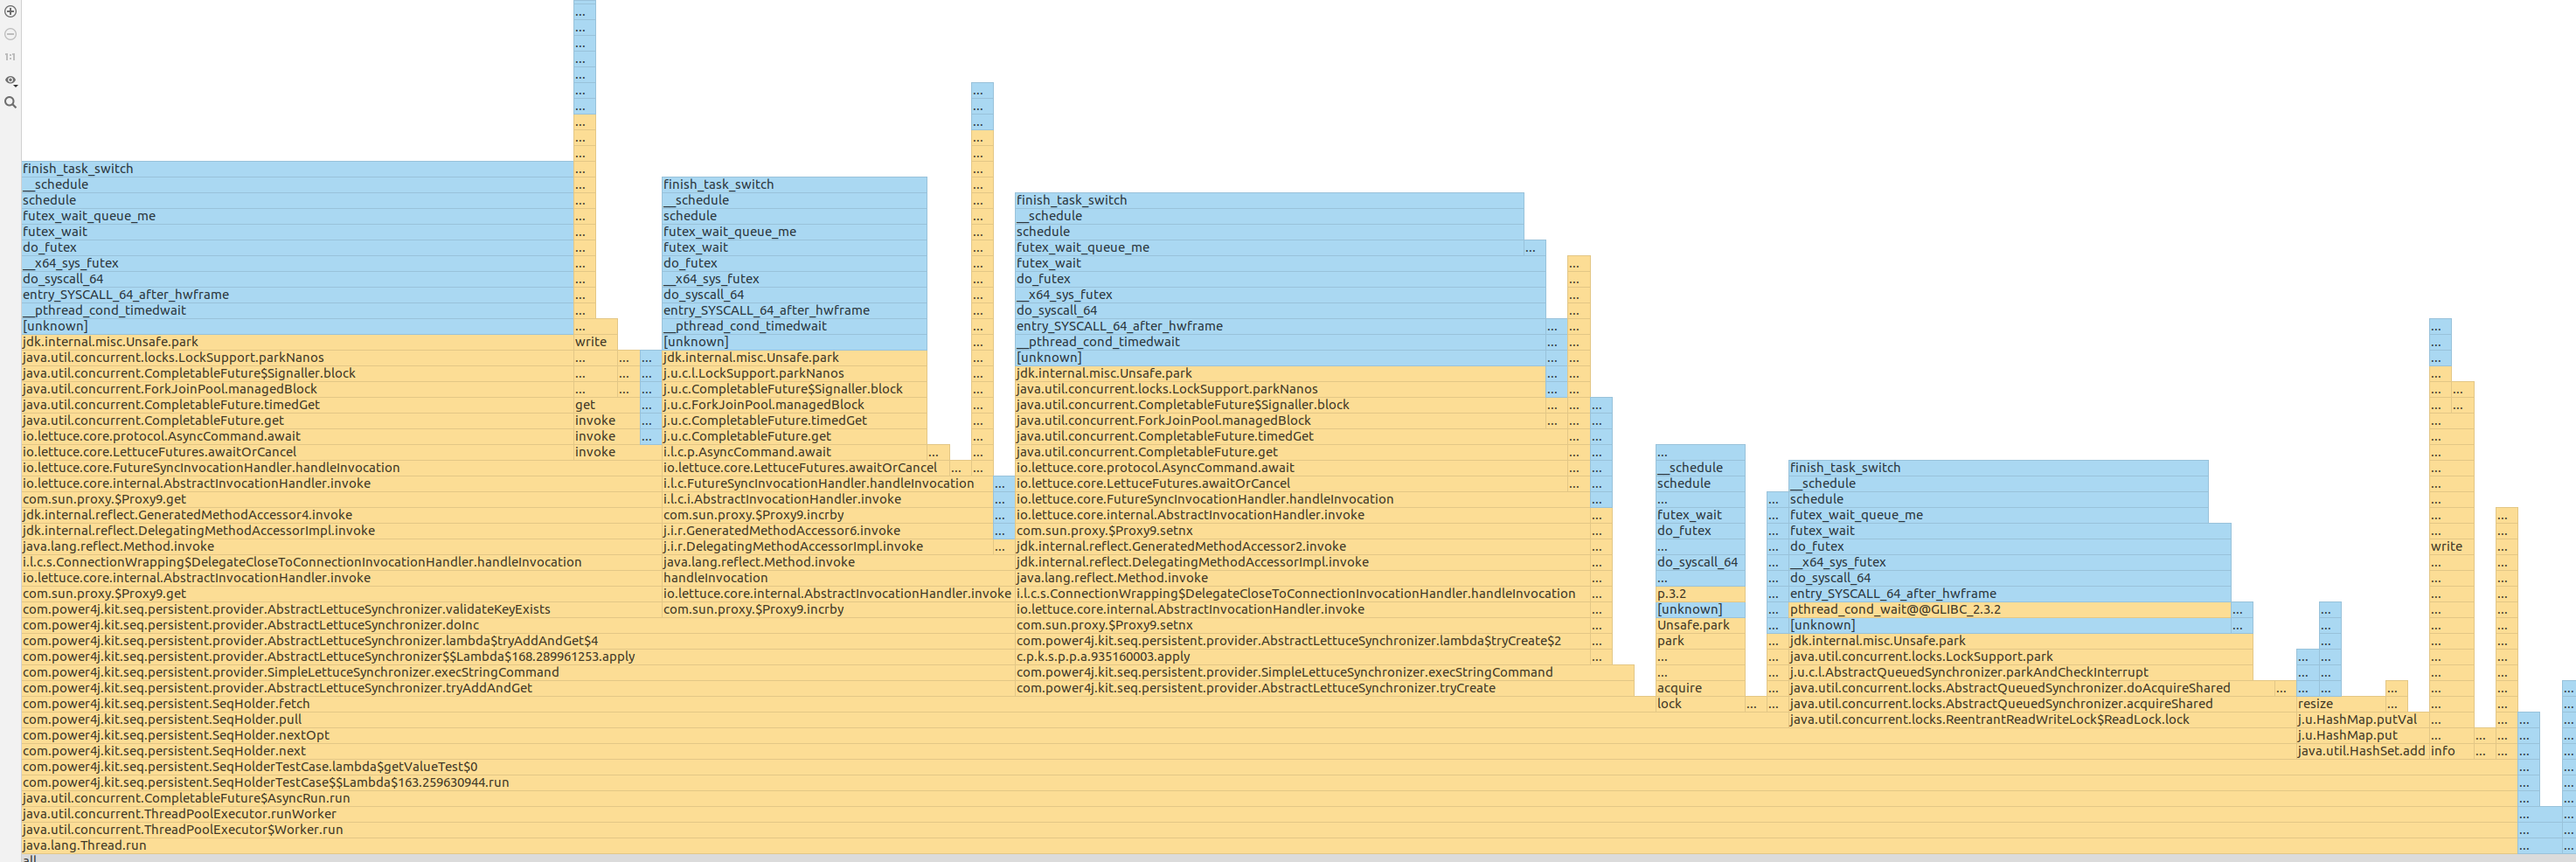 1:1
finish_task_switch
__schedule finish_task_switch
schedule __schedule finish_task_switch
futex_wait_queue_me schedule __schedule
futex_wait futex_wait_queue_me schedule
do_futex futex_wait futex_wait_queue_me
__x64_sys_futex do_futex futex_wait
do_syscall_64 __x64_sys_futex do_futex
entry_SYSCALL_64_after_hwframe do_syscall_64 __x64_sys_futex
__pthread_cond_timedwait entry_SYSCALL_64_after_hwframe do_syscall_64
[unknown] __pthread_cond_timedwait entry_SYSCALL_64_after_hwframe
jdk.internal.misc.Unsafe.park write [unknown] __pthread_cond_timedwait
java.util.concurrent.locks.LockSupport.parkNanos jdk.internal.misc.Unsafe.park [unknown]
java.util.concurrent.CompletableFuture$Signaller.block j.u.c.l.LockSupport.parkNanos jdk.internal.misc.Unsafe.park
java.util.concurrent.ForkJoinPool.managedBlock j.u.c.CompletableFuture$Signaller.block java.util.concurrent.locks.LockSupport.parkNanos
java.util.concurrent.CompletableFuture.timedGet get j.u.c.ForkJoinPool.managedBlock java.util.concurrent.CompletableFuture$Signaller.block
java.util.concurrent.CompletableFuture.get invoke j.u.c.CompletableFuture.timedGet java.util.concurrent.ForkJoinPool.managedBlock
io.lettuce.core.protocol.AsyncCommand.await invoke j.u.c.CompletableFuture.get java.util.concurrent.CompletableFuture.timedGet
io.lettuce.core.LettuceFutures.awaitOrCancel invoke i.l.c.p.AsyncCommand.await ... java.util.concurrent.CompletableFuture.get ...
io.lettuce.core.FutureSyncInvocationHandler.handleInvocation io.lettuce.core.LettuceFutures.awaitOrCancel io.lettuce.core.protocol.AsyncCommand.await __schedule finish_task_switch
io.lettuce.core.internal.AbstractInvocationHandler.invoke i.l.c.FutureSyncInvocationHandler.handleInvocation io.lettuce.core.LettuceFutures.awaitOrCancel schedule __schedule
com.sun.proxy.$Proxy9.get i.l.c.i.AbstractInvocationHandler.invoke io.lettuce.core.FutureSyncInvocationHandler.handleInvocation ... schedule
jdk.internal.reflect.GeneratedMethodAccessor4.invoke com.sun.proxy.$Proxy9.incrby io.lettuce.core.internal.AbstractInvocationHandler.invoke futex_wait futex_wait_queue_me
jdk.internal.reflect.DelegatingMethodAccessorImpl.invoke j.i.r.GeneratedMethodAccessor6.invoke com.sun.proxy.$Proxy9.setnx do_futex futex_wait
java.lang.reflect.Method.invoke j.i.r.DelegatingMethodAccessorImpl.invoke jdk.internal.reflect.GeneratedMethodAccessor2.invoke ... do_futex write
i.l.c.s.ConnectionWrapping$DelegateCloseToConnectionInvocationHandler.handleInvocation java.lang.reflect.Method.invoke jdk.internal.reflect.DelegatingMethodAccessorImpl.invoke do_syscall_64 __x64_sys_futex
io.lettuce.core.internal.AbstractInvocationHandler.invoke handleInvocation java.lang.reflect.Method.invoke ... do_syscall_64
com.sun.proxy.$Proxy9.get io.lettuce.core.internal.AbstractInvocationHandler.invoke i.l.c.s.ConnectionWrapping$DelegateCloseToConnectionInvocationHandler.handleInvocation p.3.2 entry_SYSCALL_64_after_hwframe
com.power4j.kit.seq.persistent.provider.AbstractLettuceSynchronizer.validateKeyExists com.sun.proxy.$Proxy9.incrby io.lettuce.core.internal.AbstractInvocationHandler.invoke [unknown] pthread_cond_wait@@GLIBC_2.3.2
com.power4j.kit.seq.persistent.provider.AbstractLettuceSynchronizer.doInc com.sun.proxy.$Proxy9.setnx Unsafe.park [unknown]
com.power4j.kit.seq.persistent.provider.AbstractLettuceSynchronizer.lambda$tryAddAndGet$4 com.power4j.kit.seq.persistent.provider.AbstractLettuceSynchronizer.lambda$tryCreate$2 park jdk.internal.misc.Unsafe.park
com.power4j.kit.seq.persistent.provider.AbstractLettuceSynchronizer$$Lambda$168.289961253.apply c.p.k.s.p.p.a.935160003.apply ... java.util.concurrent.locks.LockSupport.park
com.power4j.kit.seq.persistent.provider.SimpleLettuceSynchronizer.execStringCommand com.power4j.kit.seq.persistent.provider.SimpleLettuceSynchronizer.execStringCommand ... j.u.c.l.AbstractQueuedSynchronizer.parkAndCheckInterrupt
com.power4j.kit.seq.persistent.provider.AbstractLettuceSynchronizer.tryAddAndGet com.power4j.kit.seq.persistent.provider.AbstractLettuceSynchronizer.tryCreate acquire java.util.concurrent.locks.AbstractQueuedSynchronizer.doAcquireShared
com.power4j.kit.seq.persistent.SeqHolder.fetch lock java.util.concurrent.locks.AbstractQueuedSynchronizer.acquireShared resize
com.power4j.kit.seq.persistent.SeqHolder.pull java.util.concurrent.locks.ReentrantReadWriteLock$ReadLock.lock j.u.HashMap.putVal
com.power4j.kit.seq.persistent.SeqHolder.nextOpt j.u.HashMap.put
com.power4j.kit.seq.persistent.SeqHolder.next java.util.HashSet.add info
com.power4j.kit.seq.persistent.SeqHolderTestCase.lambda$getValueTest$0
com.power4j.kit.seq.persistent.SeqHolderTestCase$$Lambda$163.259630944.run
java.util.concurrent.CompletableFuture$AsyncRun.run
java.util.concurrent.ThreadPoolExecutor.runWorker
java.util.concurrent.ThreadPoolExecutor$Worker.run
java.lang.Thread.run
all